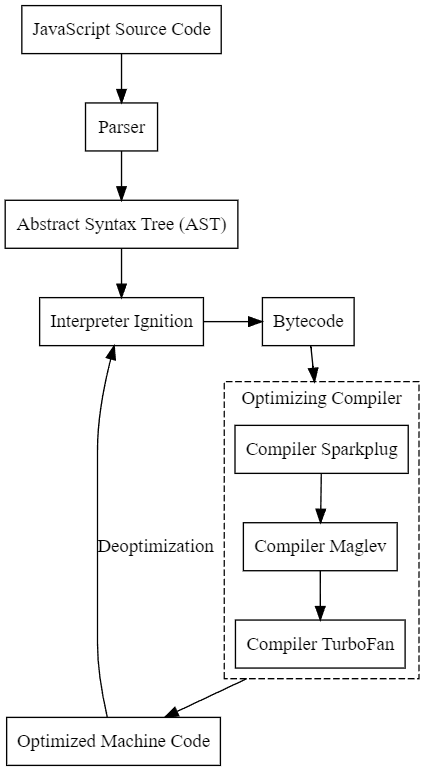 JavaScript Source Code
Parser
Abstract Syntax Tree (AST)
Interpreter Ignition
Bytecode
Optimizing Compiler
Compiler Sparkplug
Compiler Maglev
Deoptimization
Compiler TurboFan
Optimized Machine Code